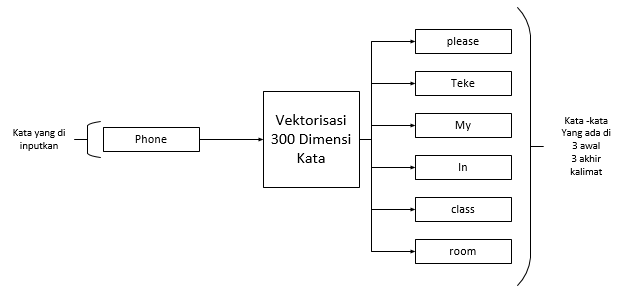 Kata yang di
inputkan
Phone
Vektorisasi
300 Dimensi
Kata
please
Teke
My
In
class
room
Kata -kata
Yang ada di
3 awal
3 akhir
kalimat